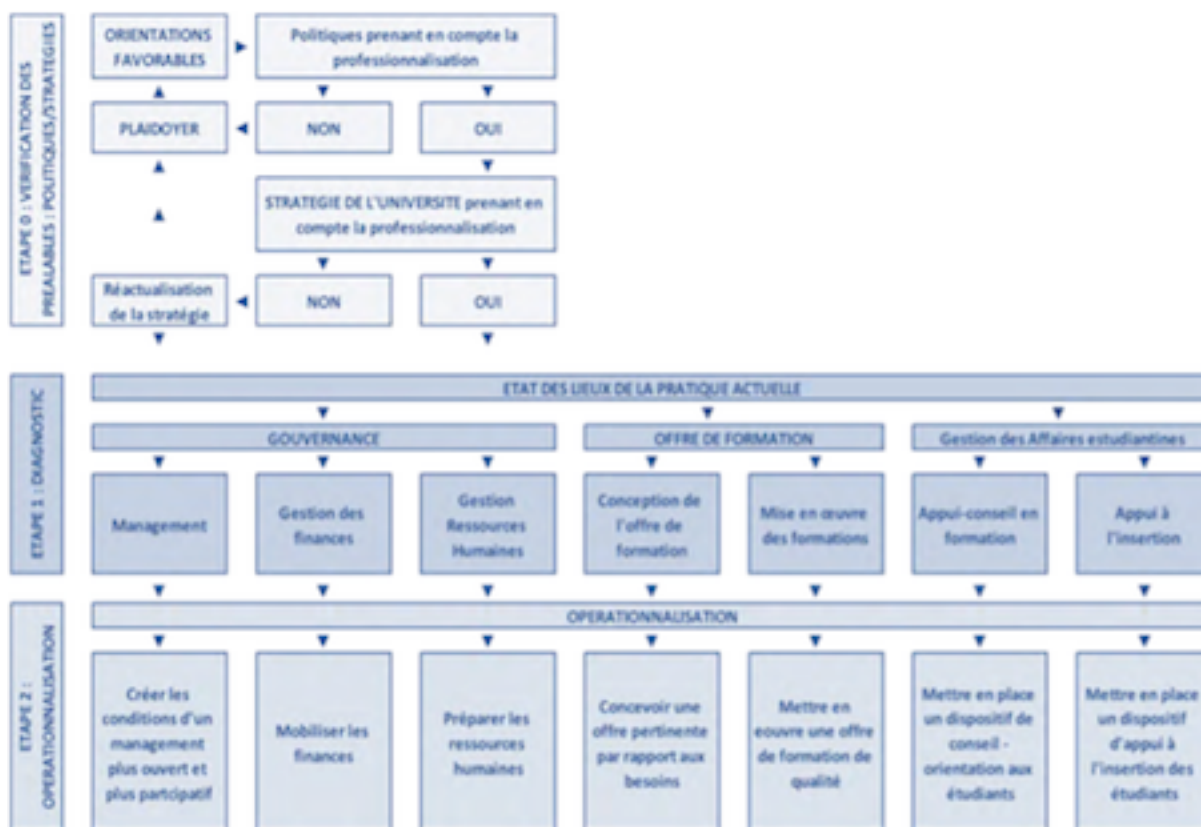 ETAPE 0 : VERIFICATION DES
PREALABLES : POLITIQUES/STRATEGIES
ORIENTATIONS
FAVORABLES
Politiques prenant en compte la
professionnalisation
PLAIDOYER
NON
OUI
STRATEGIE DE L'UNIVERSITE prenant en
compte la professionnalisation
Réactualisation
de la stratégie
NON
OUI
ETAPE 1 : DIAGNOSTIC
ETAT DES LIEUX DE LA PRATIQUE ACTUELLE
GOUVERNANCE
OFFRE DE FORMATION
Gestion des Affaires estudiantines
Management
Gestion des
finances
Gestion
Ressources
Humaines
Conception de
l'offre de
formation
Mise en œuvre
des formations
Appui-conseil en
formation
Appui à
l'insertion
ETAPE 2 :
OPERATIONNALISATION
OPERATIONNALISATION
Créer les
conditions d'un
management
plus ouvert et
plus partcipatif
Mobiliser les
finances
Préparer les
ressources
humaines
Concevoir une
offre pertinente
par rapport aux
besoins
Mettre en
eouvre une offre
de formation de
qualité
Mettre en place
un dispositif de
conseil -
orientation aux
étudiants
Mettre en place
un dispositif
d'appui à
l'insertion des
étudiants